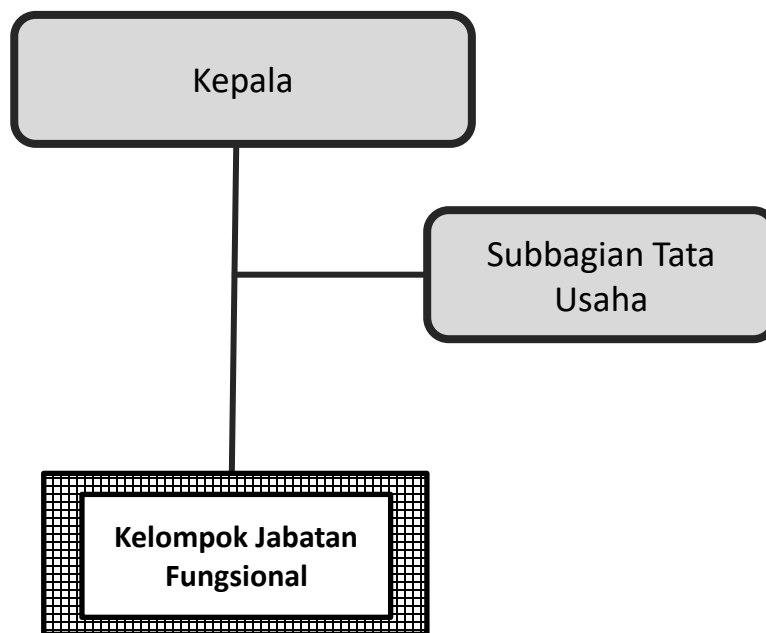 Kepala
Subbagian Tata
Usaha
Kelompok Jabatan
Fungsional